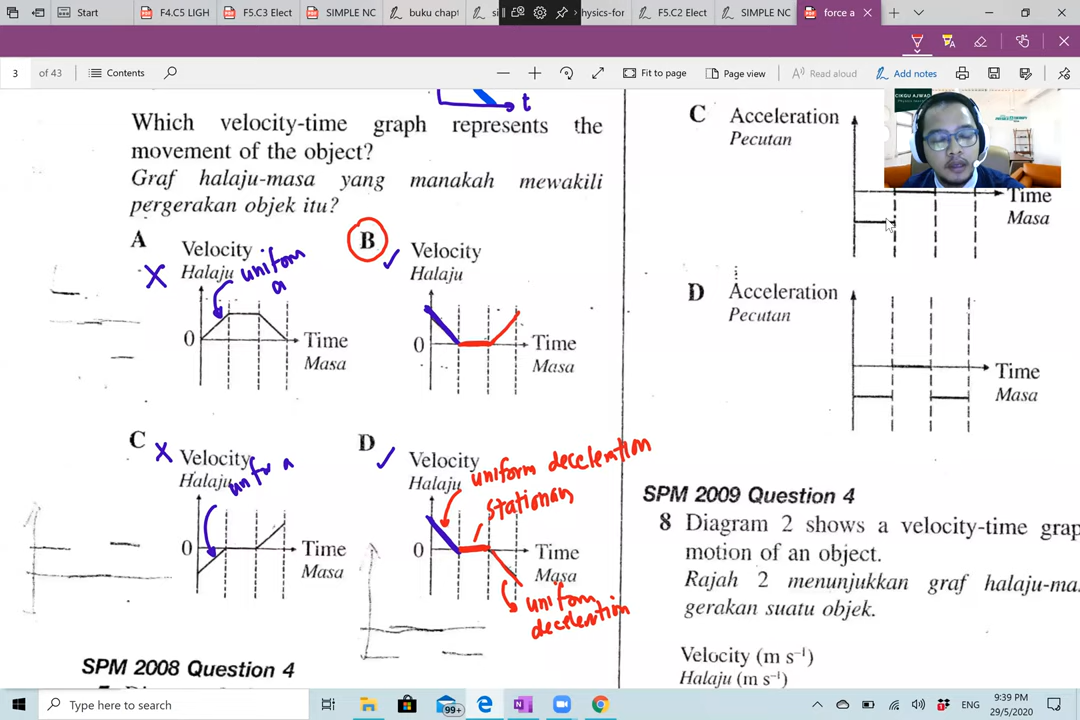 Start
F4.C5 LIGH
F5.C3 Elect
SIMPLE NC
buku chapt
si
hysics-for
F5.C2 Elect
SIMPLE NC
force a
3 of 43
Contents
Fit to page
Page view
Read aloud
Add notes
t
Which velocity-time graph represents the
movement of the object?
Graf halaju-masa yang manakah mewakili
pergerakan objek itu?
A
Velocity
Halaju
uniform
a
X
0
Time
Masa
B
Velocity
Halaju
0
Time
Masa
C
X
Velocity
Halaju
0
Time
Masa
D
Velocity
Halaju
uniform deceleration
0
Time
Masa
uniform
deceleration
SPM 2008 Question 4
C Acceleration
Pecutan
Time
Masa
D Acceleration
Pecutan
Time
Masa
SPM 2009 Question 4
8 Diagram 2 shows a velocity-time grap
motion of an object.
Rajah 2 menunjukkan graf halaju-ma
gerakan suatu objek.
Velocity (m s⁻¹)
Halaju (m s⁻¹)
CIKGU AJWAD
Type here to search
99+
ENG
9:39 PM
29/5/2020